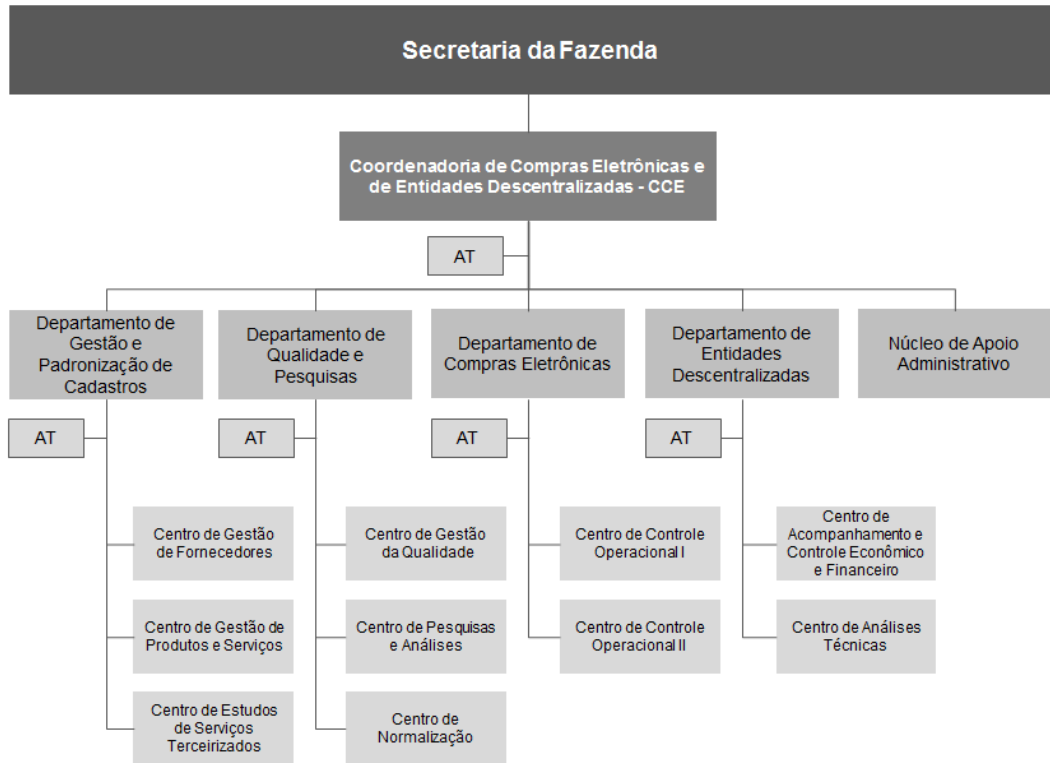 Secretaria da Fazenda
Coordenadoria de Compras Eletrônicas e
de Entidades Descentralizadas - CCE
AT
Departamento de
Gestão e
Padronização de
Cadastros
Departamento de
Qualidade e
Pesquisas
Departamento de
Compras Eletrônicas
Departamento de
Entidades
Descentralizadas
Núcleo de Apoio
Administrativo
AT
AT
AT
AT
Centro de Gestão
de Fornecedores
Centro de Gestão
da Qualidade
Centro de Controle
Operacional I
Centro de
Acompanhamento e
Controle Econômico
e Financeiro
Centro de Gestão de
Produtos e Serviços
Centro de Pesquisas
e Análises
Centro de Controle
Operacional II
Centro de Análises
Técnicas
Centro de Estudos
de Serviços
Terceirizados
Centro de
Normalização